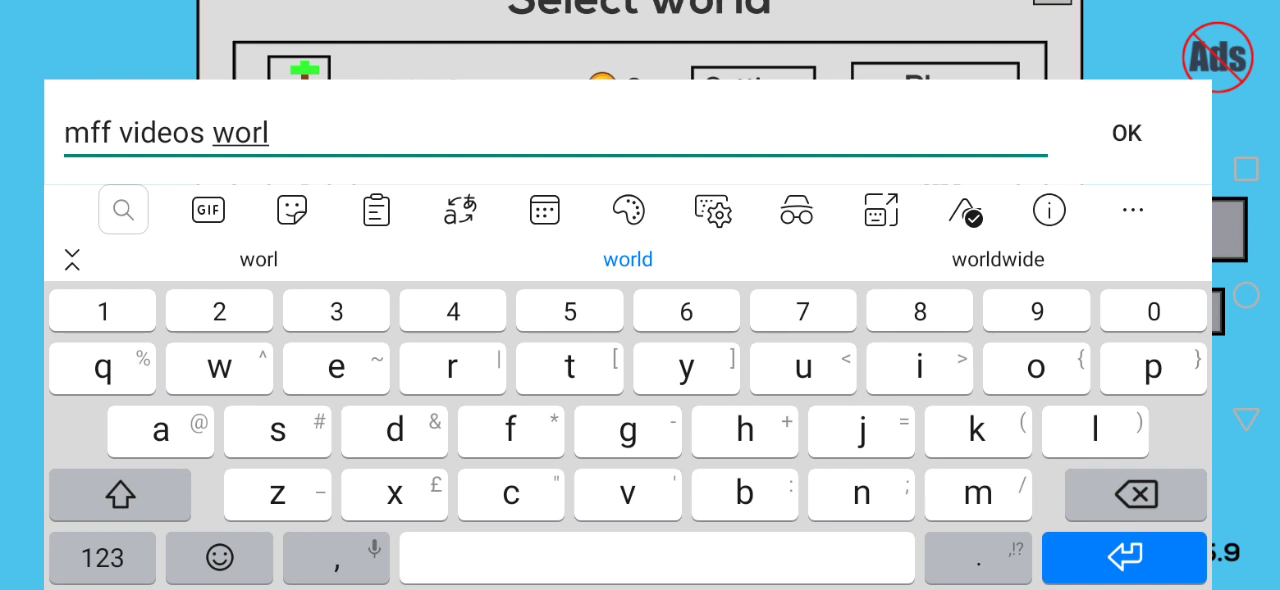 Select world
Ads
mff videos worl
OK
GIF
worl world worldwide
1 2 3 4 5 6 7 8 9 0
q % w ^ e ~ r | t [ y ] u < i > o { p }
a @ s # d & f * g - h + j = k ( l )
z _ x £ c " v ' b : n ; m /
123 , . ,!?
.9